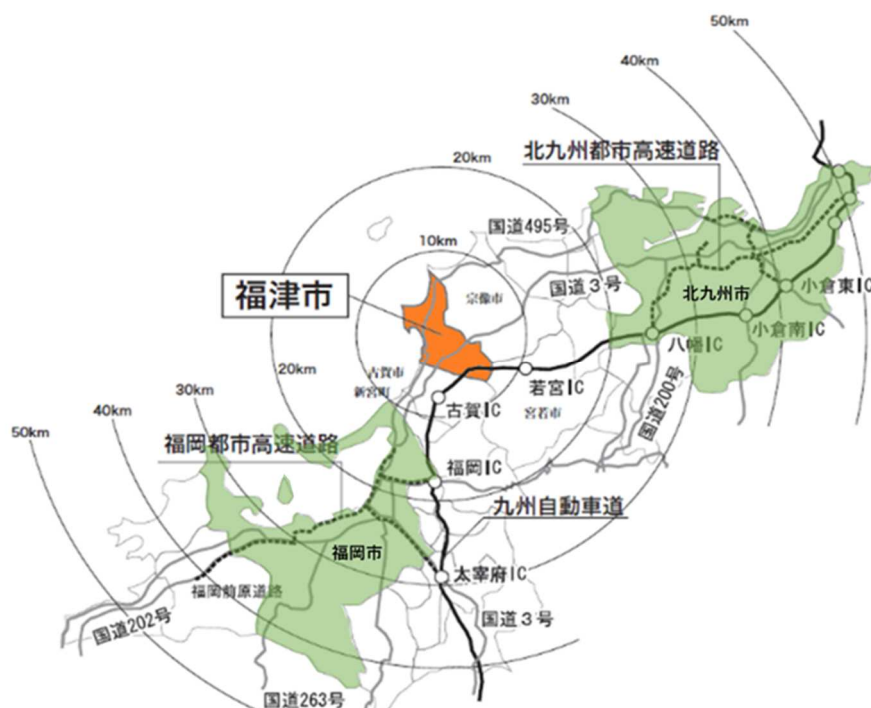 50km
40km
30km
北九州都市高速道路
20km
国道495号
10km
福津市
宗像市
国道３号
北九州市
小倉東IC
小倉南IC
八幡IC
20km
古賀市
新宮町
若宮IC
30km
古賀IC
宮若市
国道200号
40km
50km
福岡都市高速道路
福岡IC
九州自動車道
福岡市
太宰府IC
福岡前原道路
国道３号
国道202号
国道263号